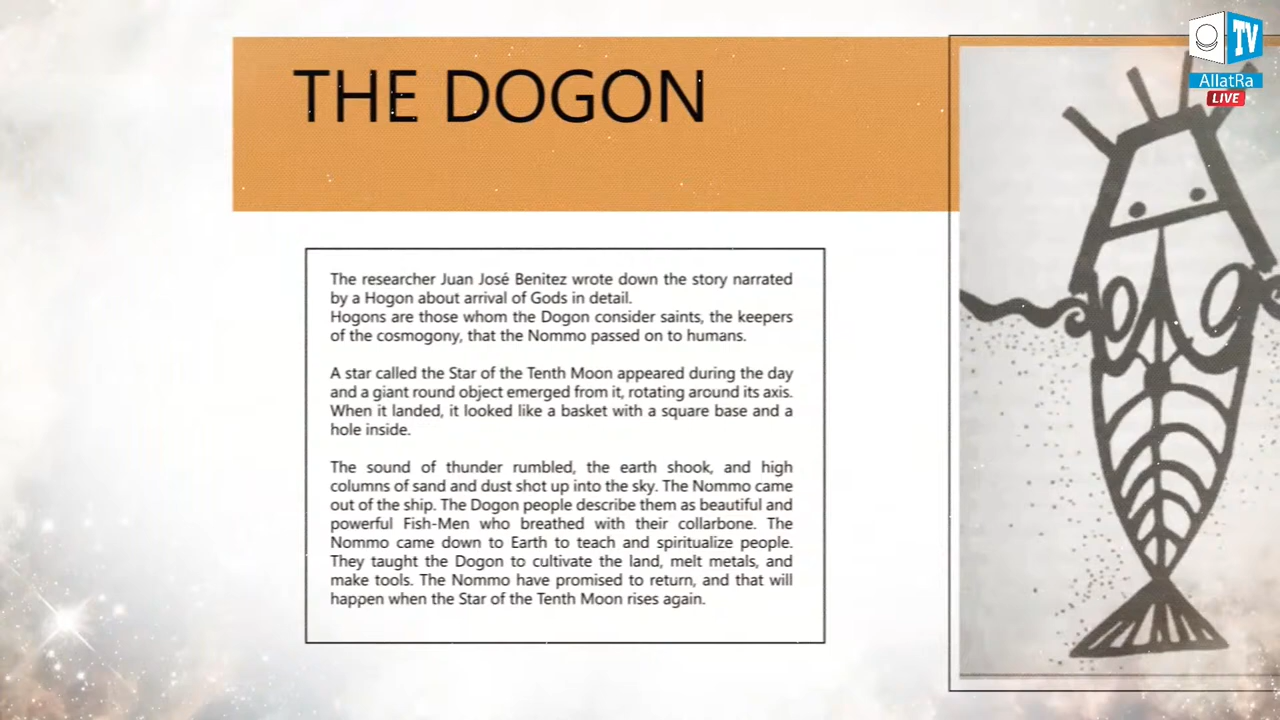 THE DOGON
TV
AllatRa
LIVE
The researcher Juan José Benitez wrote down the story narrated
by a Hogon about arrival of Gods in detail.
Hogons are those whom the Dogon consider saints, the keepers
of the cosmogony, that the Nommo passed on to humans.
A star called the Star of the Tenth Moon appeared during the day
and a giant round object emerged from it, rotating around its axis.
When it landed, it looked like a basket with a square base and a
hole inside.
The sound of thunder rumbled, the earth shook, and high
columns of sand and dust shot up into the sky. The Nommo came
out of the ship. The Dogon people describe them as beautiful and
powerful Fish-Men who breathed with their collarbone. The
Nommo came down to Earth to teach and spiritualize people.
They taught the Dogon to cultivate the land, melt metals, and
make tools. The Nommo have promised to return, and that will
happen when the Star of the Tenth Moon rises again.